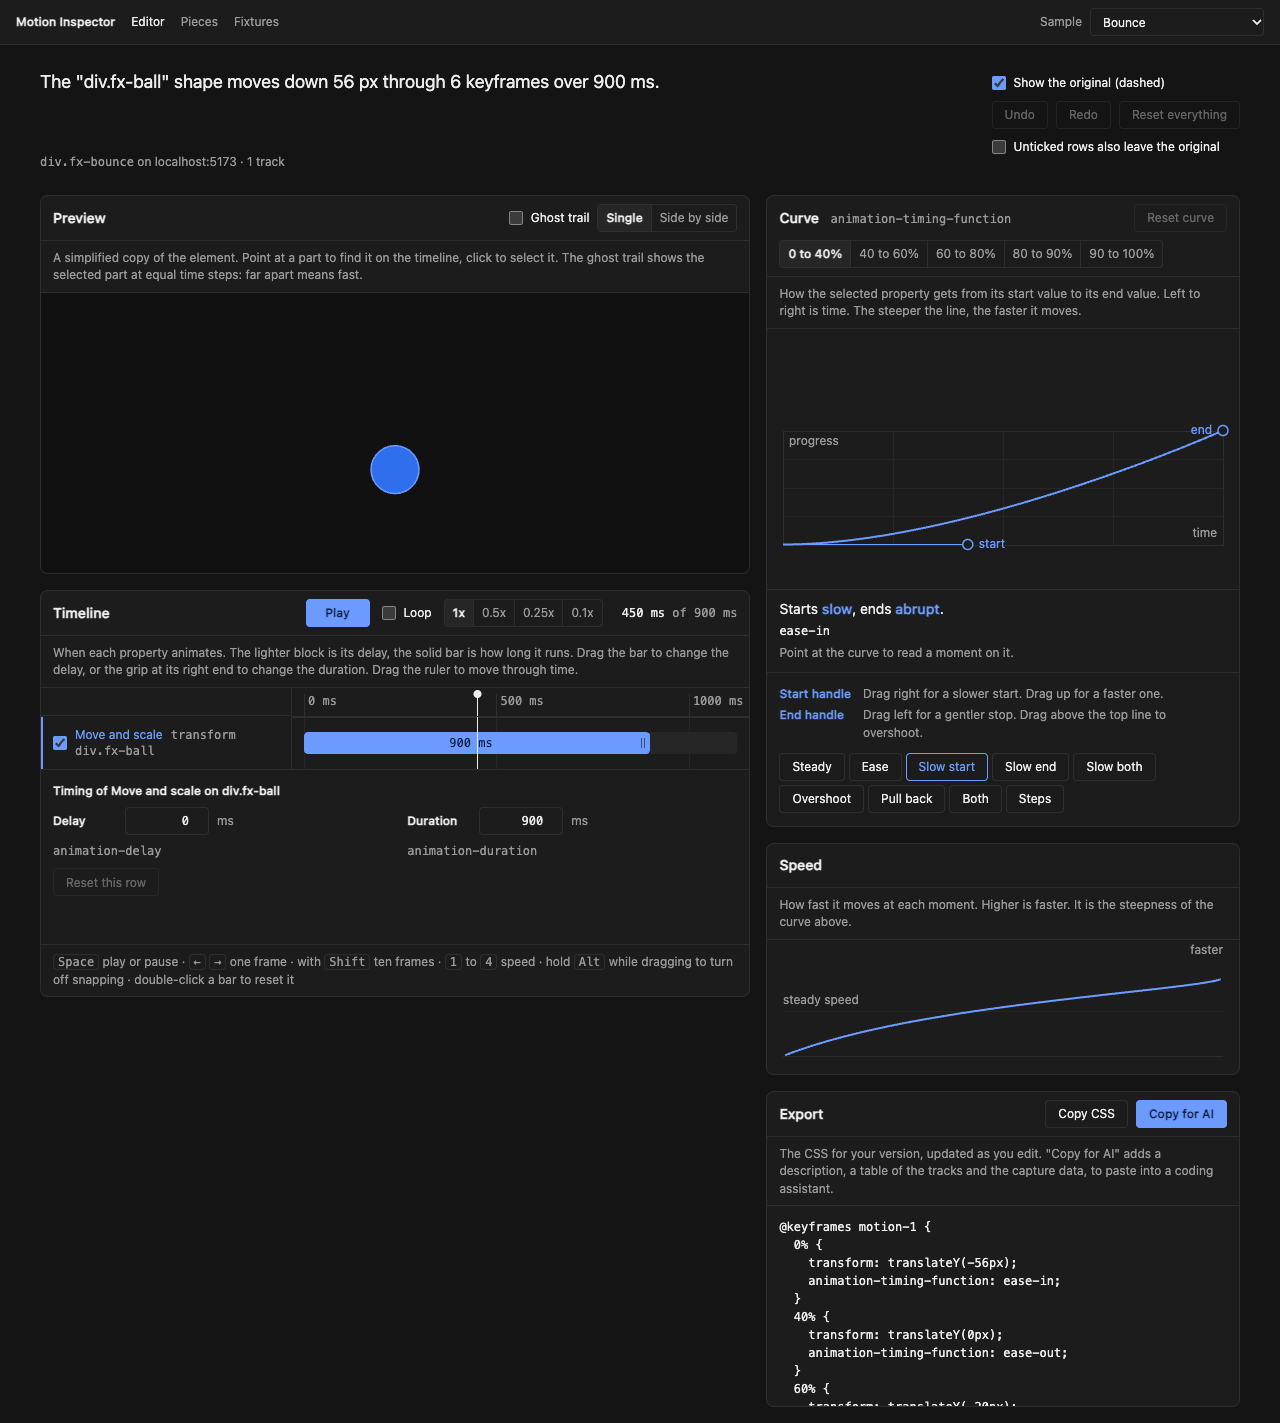 Motion Inspector Editor Pieces Fixtures Sample Bounce
The "div.fx-ball" shape moves down 56 px through 6 keyframes over 900 ms.
Show the original (dashed)
Undo Redo Reset everything
Unticked rows also leave the original
div.fx-bounce on localhost:5173 · 1 track
Preview Ghost trail Single Side by side
A simplified copy of the element. Point at a part to find it on the timeline, click to select it. The ghost trail shows the
selected part at equal time steps: far apart means fast.
Timeline Play Loop 1x 0.5x 0.25x 0.1x 450 ms of 900 ms
When each property animates. The lighter block is its delay, the solid bar is how long it runs. Drag the bar to change the
delay, or the grip at its right end to change the duration. Drag the ruler to move through time.
0 ms 500 ms 1000 ms
Move and scale transform
div.fx-ball
900 ms
Timing of Move and scale on div.fx-ball
Delay 0 ms Duration 900 ms
animation-delay animation-duration
Reset this row
Space play or pause · ← → one frame · with Shift ten frames · 1 to 4 speed · hold Alt while dragging to turn
off snapping · double-click a bar to reset it
Curve animation-timing-function Reset curve
0 to 40% 40 to 60% 60 to 80% 80 to 90% 90 to 100%
How the selected property gets from its start value to its end value. Left to
right is time. The steeper the line, the faster it moves.
end
progress
time
start
Starts slow, ends abrupt.
ease-in
Point at the curve to read a moment on it.
Start handle Drag right for a slower start. Drag up for a faster one.
End handle Drag left for a gentler stop. Drag above the top line to
overshoot.
Steady Ease Slow start Slow end Slow both
Overshoot Pull back Both Steps
Speed
How fast it moves at each moment. Higher is faster. It is the steepness of the
curve above.
faster
steady speed
Export Copy CSS Copy for AI
The CSS for your version, updated as you edit. "Copy for AI" adds a
description, a table of the tracks and the capture data, to paste into a coding
assistant.
@keyframes motion-1 {
0% {
transform: translateY(-56px);
animation-timing-function: ease-in;
}
40% {
transform: translateY(0px);
animation-timing-function: ease-out;
}
60% {
transform: translateY(-20px);